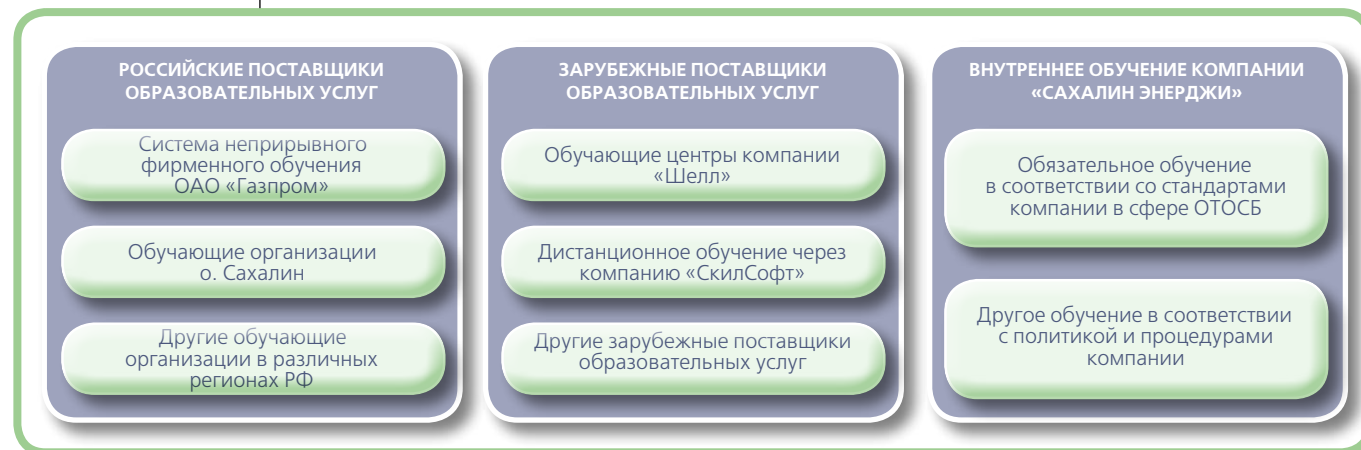 РОССИЙСКИЕ ПОСТАВЩИКИ
ОБРАЗОВАТЕЛЬНЫХ УСЛУГ
Система неприрывного
фирменного обучения
ОАО «Газпром»
Обучающие организации
о. Сахалин
Другие обучающие
организации в различных
регионах РФ
ЗАРУБЕЖНЫЕ ПОСТАВЩИКИ
ОБРАЗОВАТЕЛЬНЫХ УСЛУГ
Обучающие центры компании
«Шелл»
Дистанционное обучение через
компанию «СкилСофт»
Другие зарубежные поставщики
образовательных услуг
ВНУТРЕННЕЕ ОБУЧЕНИЕ КОМПАНИИ
«САХАЛИН ЭНЕРДЖИ»
Обязательное обучение
в соответствии со стандартами
компании в сфере ОТОСБ
Другое обучение в соответствии
с политикой и процедурами
компании